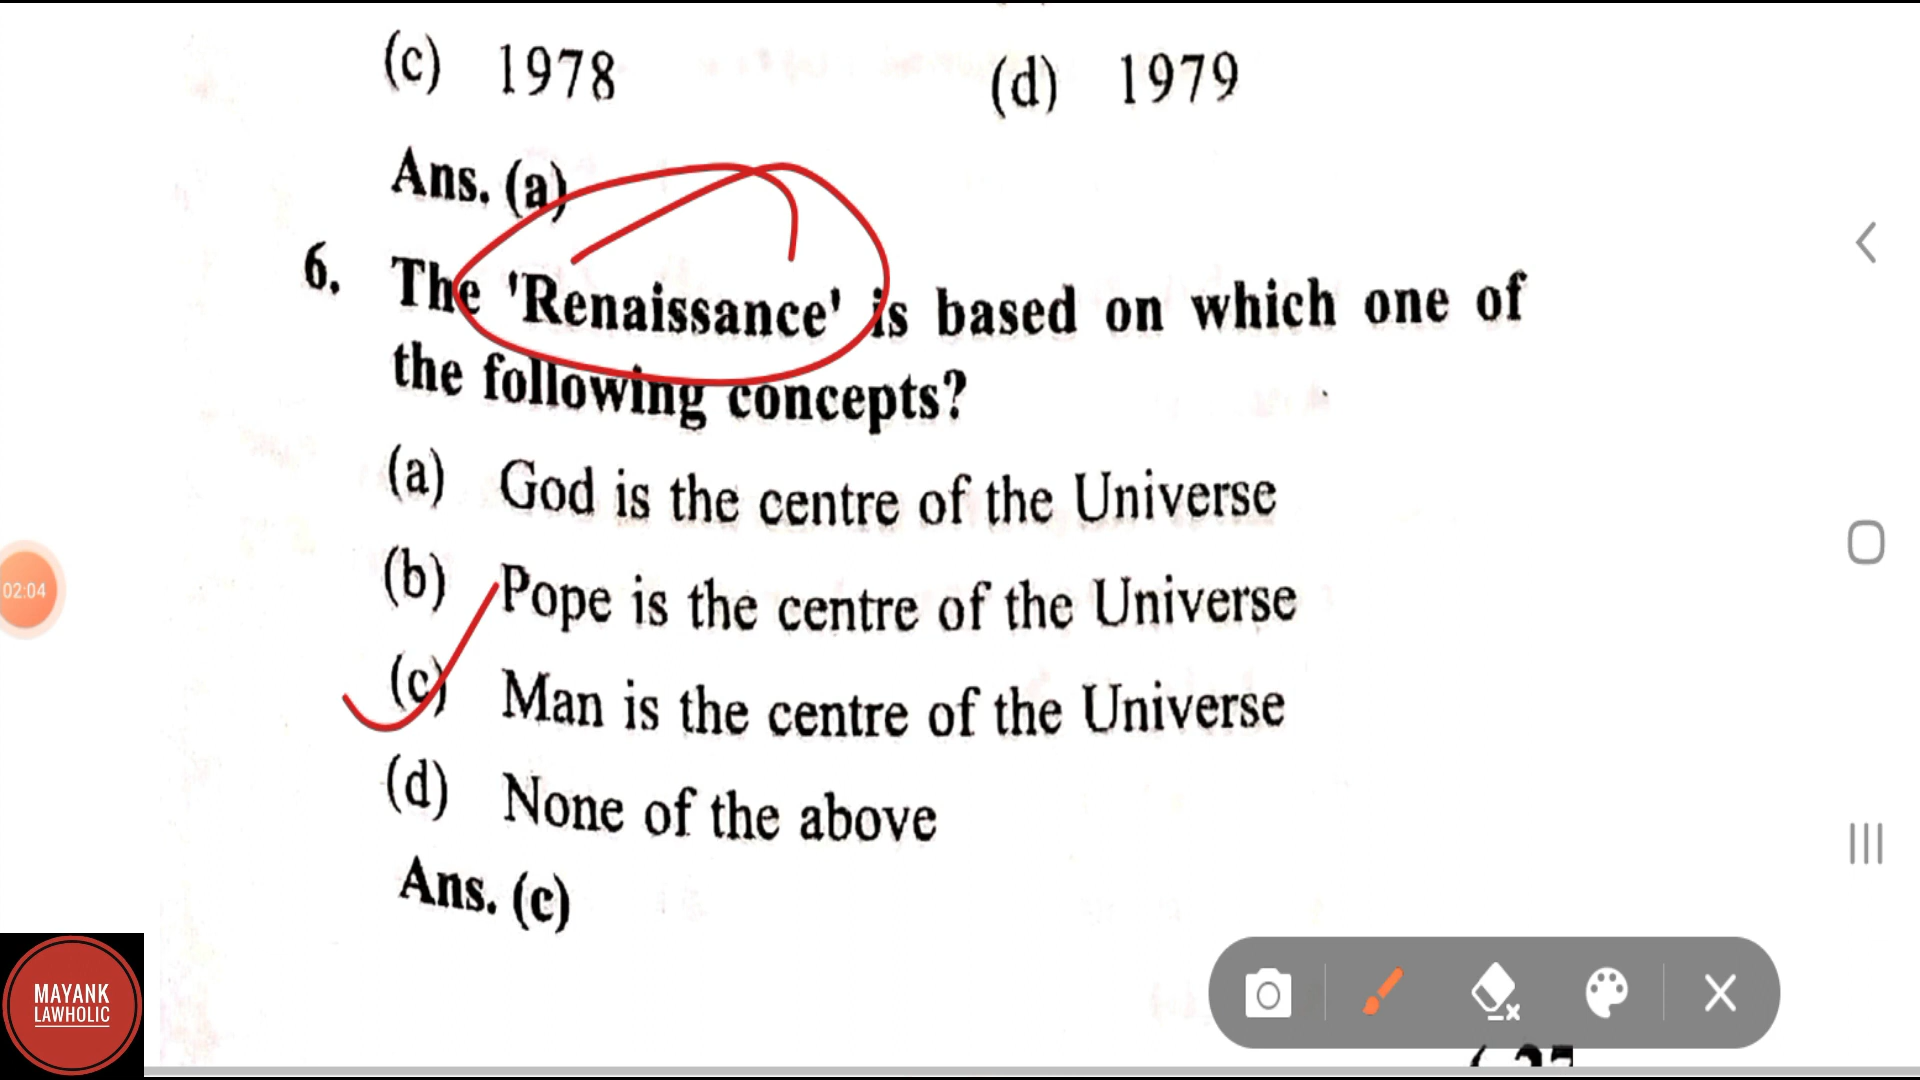 (c) 1978 (d) 1979
Ans. (a)
6. The 'Renaissance' is based on which one of
the following concepts?
(a) God is the centre of the Universe
(b) Pope is the centre of the Universe
(c) Man is the centre of the Universe
(d) None of the above
Ans. (c)
02:04
MAYANK
LAWHOLIC